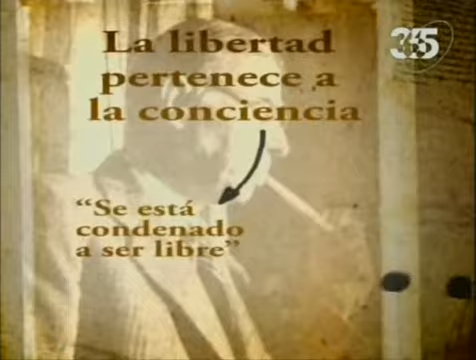 La libertad
pertenece a
la conciencia
365
“Se está
condenado
a ser libre”